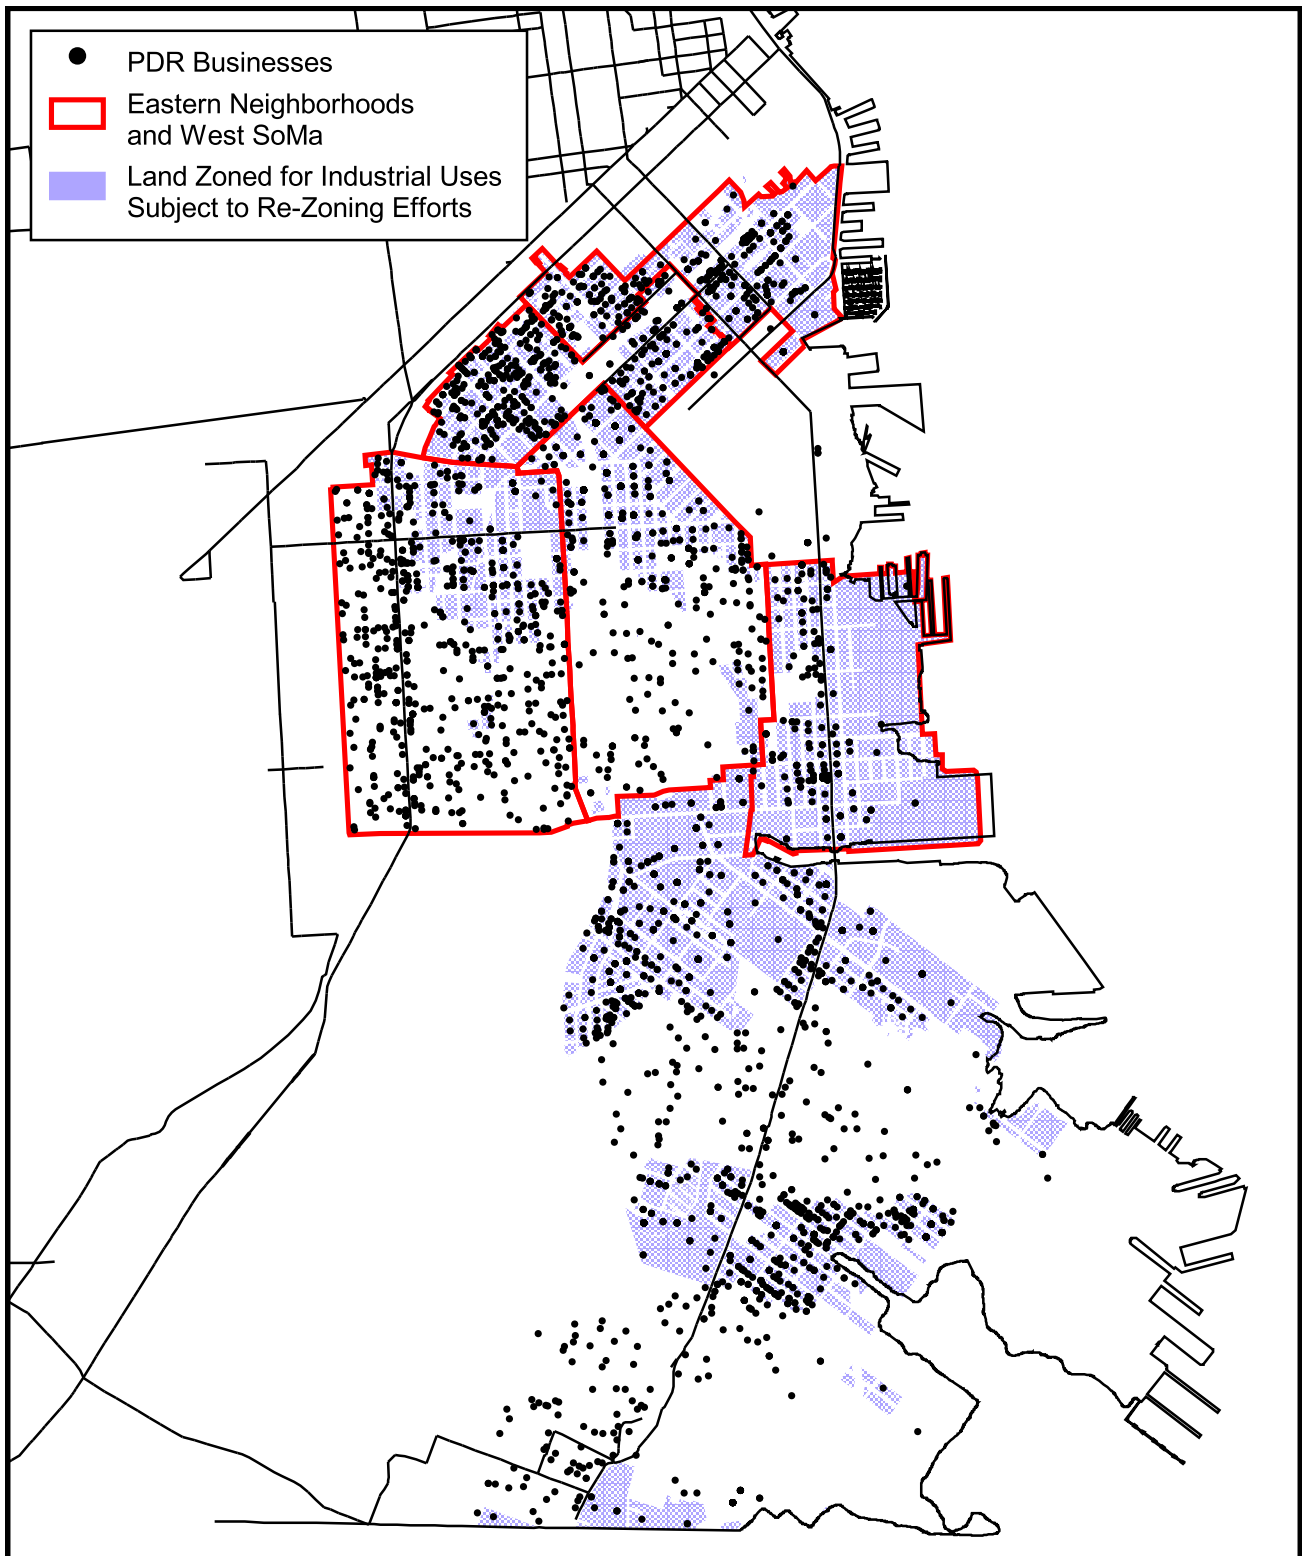 PDR Businesses
Eastern Neighborhoods
and West SoMa
Land Zoned for Industrial Uses
Subject to Re-Zoning Efforts